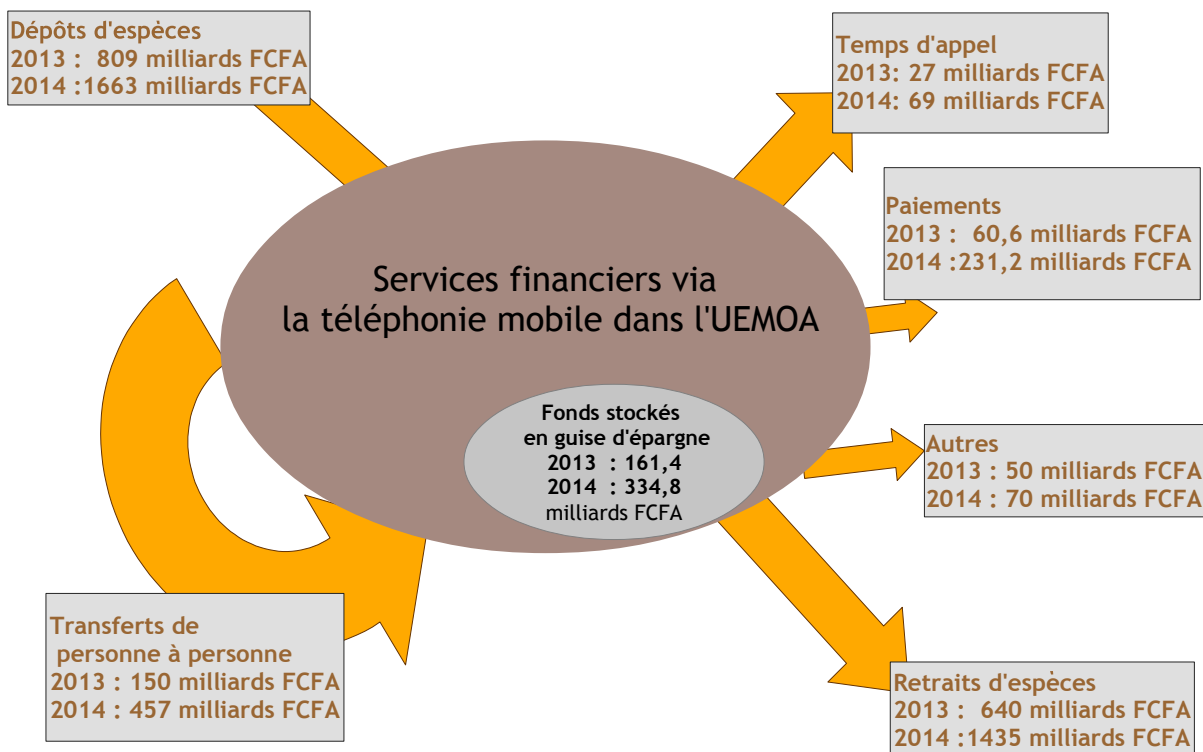 Dépôts d'espèces
2013 : 809 milliards FCFA
2014 :1663 milliards FCFA
Temps d'appel
2013: 27 milliards FCFA
2014: 69 milliards FCFA
Paiements
2013 : 60,6 milliards FCFA
2014 :231,2 milliards FCFA
Services financiers via
la téléphonie mobile dans l'UEMOA
Fonds stockés
en guise d'épargne
2013 : 161,4
2014 : 334,8
milliards FCFA
Autres
2013 : 50 milliards FCFA
2014 : 70 milliards FCFA
Transferts de
personne à personne
2013 : 150 milliards FCFA
2014 : 457 milliards FCFA
Retraits d'espèces
2013 : 640 milliards FCFA
2014 :1435 milliards FCFA